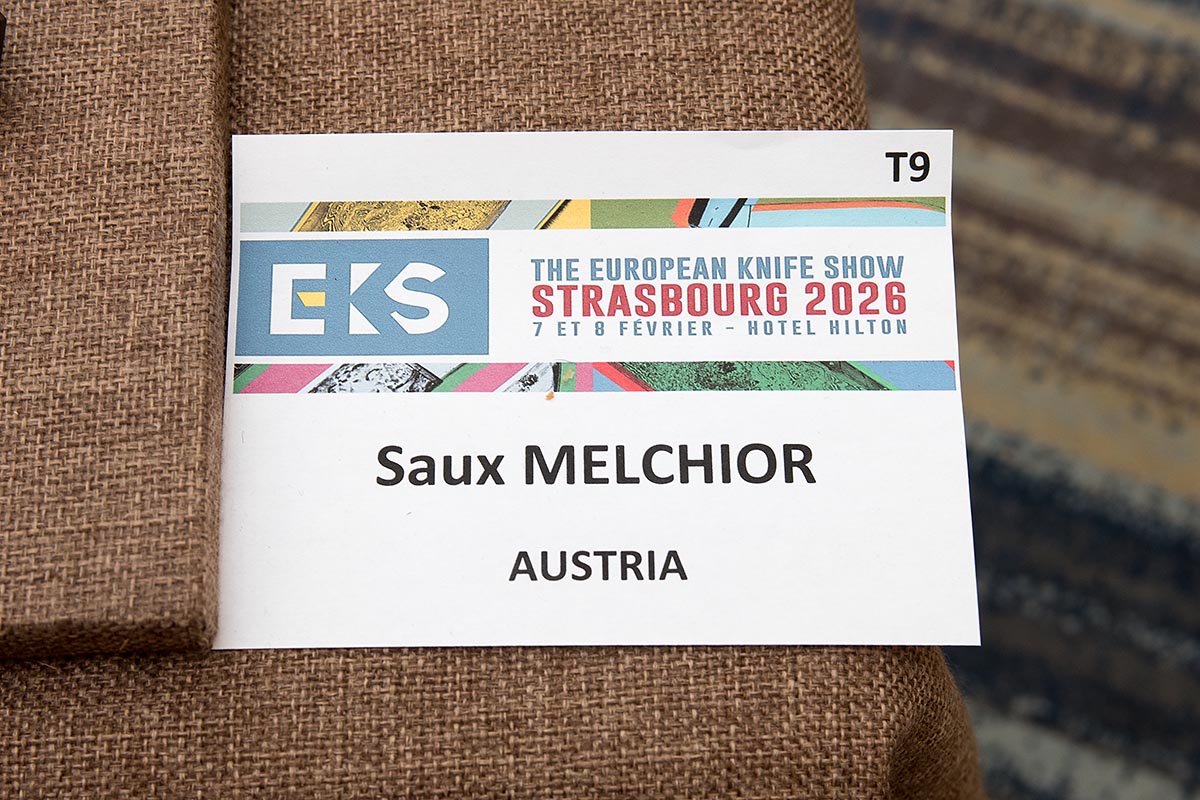 T9
EKS
THE EUROPEAN KNIFE SHOW
STRASBOURG 2026
7 ET 8 FÉVRIER - HOTEL HILTON
Saux MELCHIOR
AUSTRIA